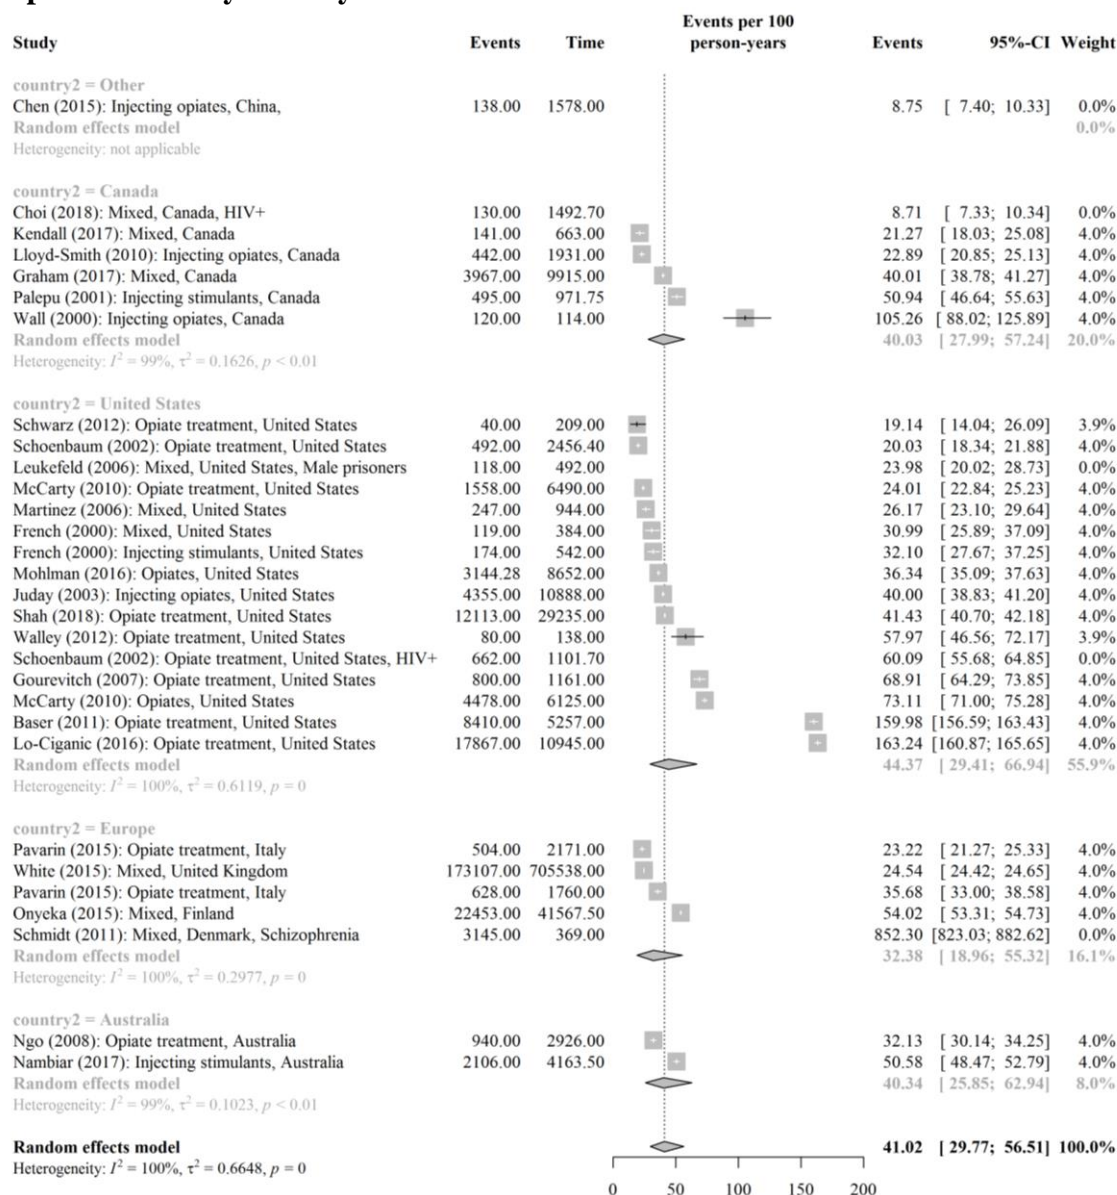 Events per 100
Study Events Time person-years Events 95%-CI Weight
country2 = Other
Chen (2015): Injecting opiates, China, 138.00 1578.00 8.75 [ 7.40; 10.33] 0.0%
Random effects model 0.0%
Heterogeneity: not applicable
country2 = Canada
Choi (2018): Mixed, Canada, HIV+ 130.00 1492.70 8.71 [ 7.33; 10.34] 0.0%
Kendall (2017): Mixed, Canada 141.00 663.00 21.27 [ 18.03; 25.08] 4.0%
Lloyd-Smith (2010): Injecting opiates, Canada 442.00 1931.00 22.89 [ 20.85; 25.13] 4.0%
Graham (2017): Mixed, Canada 3967.00 9915.00 40.01 [ 38.78; 41.27] 4.0%
Palepu (2001): Injecting stimulants, Canada 495.00 971.75 50.94 [ 46.64; 55.63] 4.0%
Wall (2000): Injecting opiates, Canada 120.00 114.00 105.26 [ 88.02; 125.89] 4.0%
Random effects model 40.03 [ 27.99; 57.24] 20.0%
Heterogeneity: I² = 99%, τ² = 0.1626, p < 0.01
country2 = United States
Schwarz (2012): Opiate treatment, United States 40.00 209.00 19.14 [ 14.04; 26.09] 3.9%
Schoenbaum (2002): Opiate treatment, United States 492.00 2456.40 20.03 [ 18.34; 21.88] 4.0%
Leukefeld (2006): Mixed, United States, Male prisoners 118.00 492.00 23.98 [ 20.02; 28.73] 0.0%
McCarty (2010): Opiate treatment, United States 1558.00 6490.00 24.01 [ 22.84; 25.23] 4.0%
Martinez (2006): Mixed, United States 247.00 944.00 26.17 [ 23.10; 29.64] 4.0%
French (2000): Mixed, United States 119.00 384.00 30.99 [ 25.89; 37.09] 4.0%
French (2000): Injecting stimulants, United States 174.00 542.00 32.10 [ 27.67; 37.25] 4.0%
Mohlman (2016): Opiates, United States 3144.28 8652.00 36.34 [ 35.09; 37.63] 4.0%
Juday (2003): Injecting opiates, United States 4355.00 10888.00 40.00 [ 38.83; 41.20] 4.0%
Shah (2018): Opiate treatment, United States 12113.00 29235.00 41.43 [ 40.70; 42.18] 4.0%
Walley (2012): Opiate treatment, United States 80.00 138.00 57.97 [ 46.56; 72.17] 3.9%
Schoenbaum (2002): Opiate treatment, United States, HIV+ 662.00 1101.70 60.09 [ 55.68; 64.85] 0.0%
Gourevitch (2007): Opiate treatment, United States 800.00 1161.00 68.91 [ 64.29; 73.85] 4.0%
McCarty (2010): Opiates, United States 4478.00 6125.00 73.11 [ 71.00; 75.28] 4.0%
Baser (2011): Opiate treatment, United States 8410.00 5257.00 159.98 [156.59; 163.43] 4.0%
Lo-Ciganic (2016): Opiate treatment, United States 17867.00 10945.00 163.24 [160.87; 165.65] 4.0%
Random effects model 44.37 [ 29.41; 66.94] 55.9%
Heterogeneity: I² = 100%, τ² = 0.6119, p = 0
country2 = Europe
Pavarin (2015): Opiate treatment, Italy 504.00 2171.00 23.22 [ 21.27; 25.33] 4.0%
White (2015): Mixed, United Kingdom 173107.00 705538.00 24.54 [ 24.42; 24.65] 4.0%
Pavarin (2015): Opiate treatment, Italy 628.00 1760.00 35.68 [ 33.00; 38.58] 4.0%
Onyeka (2015): Mixed, Finland 22453.00 41567.50 54.02 [ 53.31; 54.73] 4.0%
Schmidt (2011): Mixed, Denmark, Schizophrenia 3145.00 369.00 852.30 [823.03; 882.62] 0.0%
Random effects model 32.38 [ 18.96; 55.32] 16.1%
Heterogeneity: I² = 100%, τ² = 0.2977, p = 0
country2 = Australia
Ngo (2008): Opiate treatment, Australia 940.00 2926.00 32.13 [ 30.14; 34.25] 4.0%
Nambiar (2017): Injecting stimulants, Australia 2106.00 4163.50 50.58 [ 48.47; 52.79] 4.0%
Random effects model 40.34 [ 25.85; 62.94] 8.0%
Heterogeneity: I² = 99%, τ² = 0.1023, p < 0.01
Random effects model 41.02 [ 29.77; 56.51] 100.0%
Heterogeneity: I² = 100%, τ² = 0.6648, p = 0
0 50 100 150 200